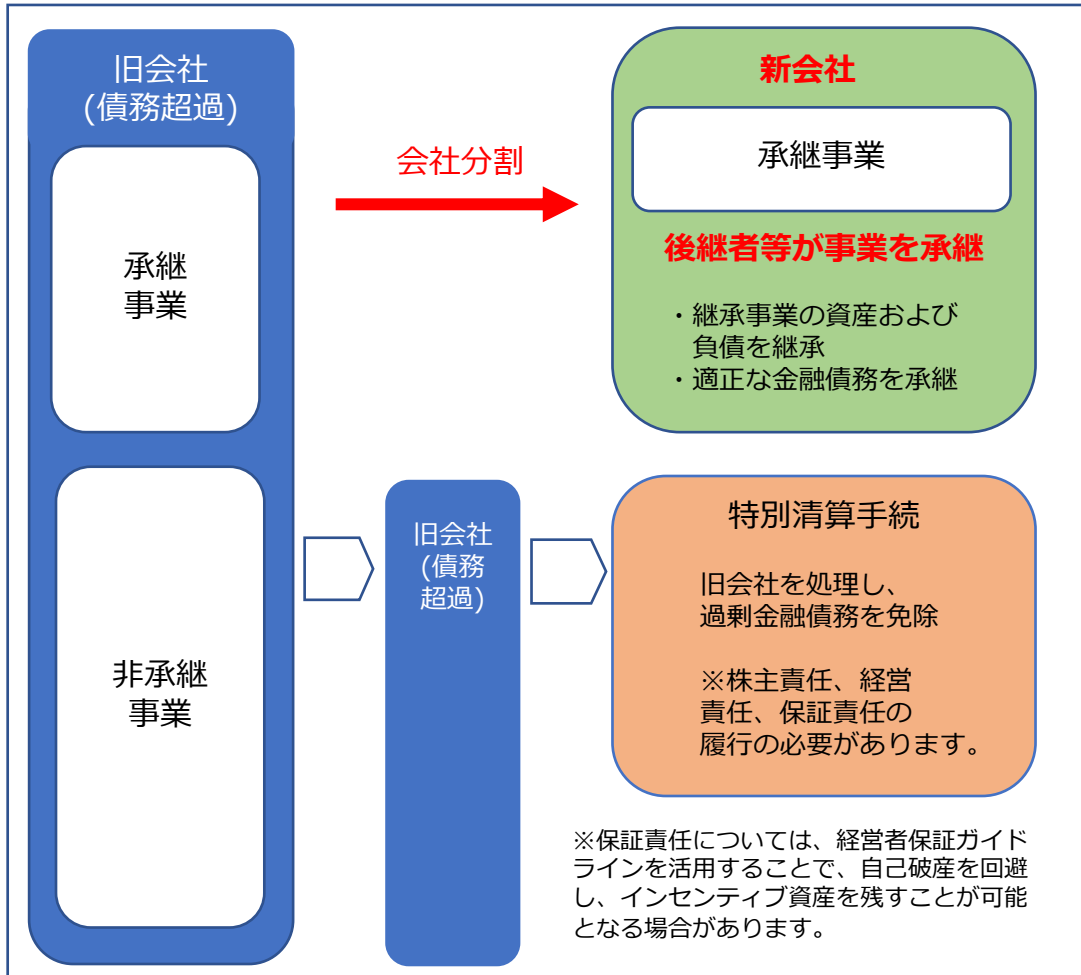 旧会社
(債務超過)
承継
事業
非承継
事業
会社分割
新会社
承継事業
後継者等が事業を承継
・継承事業の資産および
負債を継承
・適正な金融債務を承継
旧会社
(債務
超過)
特別清算手続
旧会社を処理し、
過剰金融債務を免除
※株主責任、経営
責任、保証責任の
履行の必要があります。
※保証責任については、経営者保証ガイド
ラインを活用することで、自己破産を回避
し、インセンティブ資産を残すことが可能
となる場合があります。